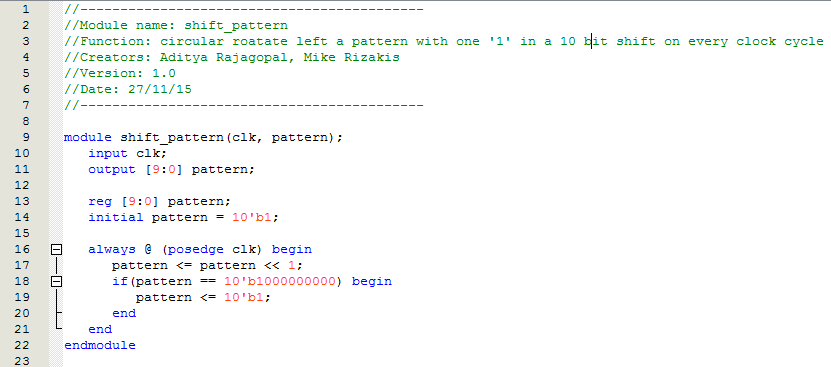 1 //-------------------------------------------
2 //Module name: shift_pattern
3 //Function: circular roatate left a pattern with one '1' in a 10 bit shift on every clock cycle
4 //Creators: Aditya Rajagopal, Mike Rizakis
5 //Version: 1.0
6 //Date: 27/11/15
7 //-------------------------------------------
8
9 module shift_pattern(clk, pattern);
10 input clk;
11 output [9:0] pattern;
12
13 reg [9:0] pattern;
14 initial pattern = 10'b1;
15
16 always @ (posedge clk) begin
17 pattern <= pattern << 1;
18 if(pattern == 10'b1000000000) begin
19 pattern <= 10'b1;
20 end
21 end
22 endmodule
23